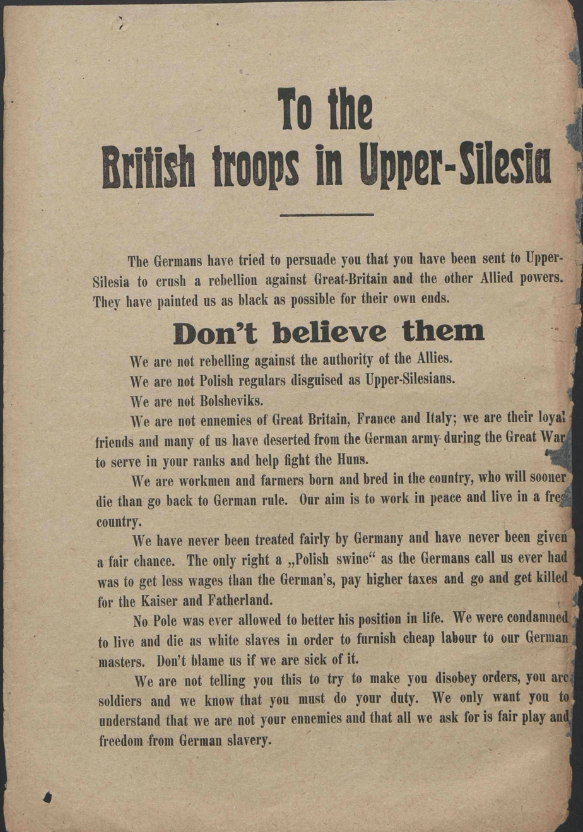 To the
British troops in Upper-Silesia
The Germans have tried to persuade you that you have been sent to Upper-
Silesia to crush a rebellion against Great-Britain and the other Allied powers.
They have painted us as black as possible for their own ends.
Don't believe them
We are not rebelling against the authority of the Allies.
We are not Polish regulars disguised as Upper-Silesians.
We are not Bolsheviks.
We are not ennemies of Great Britain, France and Italy; we are their loyal
friends and many of us have deserted from the German army during the Great War
to serve in your ranks and help fight the Huns.
We are workmen and farmers born and bred in the country, who will sooner
die than go back to German rule. Our aim is to work in peace and live in a free
country.
We have never been treated fairly by Germany and have never been given
a fair chance. The only right a „Polish swine“ as the Germans call us ever had
was to get less wages than the German's, pay higher taxes and go and get killed
for the Kaiser and Fatherland.
No Pole was ever allowed to better his position in life. We were condamned
to live and die as white slaves in order to furnish cheap labour to our German
masters. Don't blame us if we are sick of it.
We are not telling you this to try to make you disobey orders, you are
soldiers and we know that you must do your duty. We only want you to
understand that we are not your ennemies and that all we ask for is fair play and
freedom from German slavery.